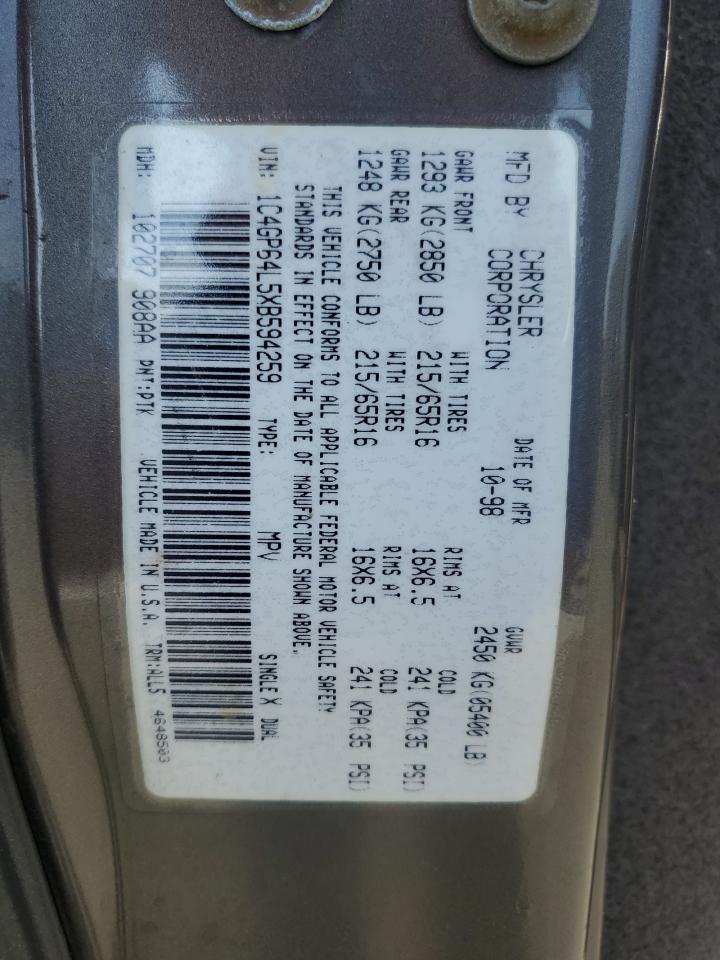 MFD BY CHRYSLER CORPORATION DATE OF MFR 10-98 GVWR 2450 KG(05400 LB)
GAWR FRONT WITH TIRES RIMS AT COLD
1293 KG(2850 LB) 215/65R16 16X6.5 241 KPA(35 PSI)
GAWR REAR WITH TIRES RIMS AT COLD
1248 KG(2750 LB) 215/65R16 16X6.5 241 KPA(35 PSI)
THIS VEHICLE CONFORMS TO ALL APPLICABLE FEDERAL MOTOR VEHICLE SAFETY
STANDARDS IN EFFECT ON THE DATE OF MANUFACTURE SHOWN ABOVE.
VIN: 1C4GP64L5XB594259 TYPE: MPV SINGLE X DUAL
MDH: 102707 908AA PNT:PTK VEHICLE MADE IN U.S.A. TRM:ALL5 4648503